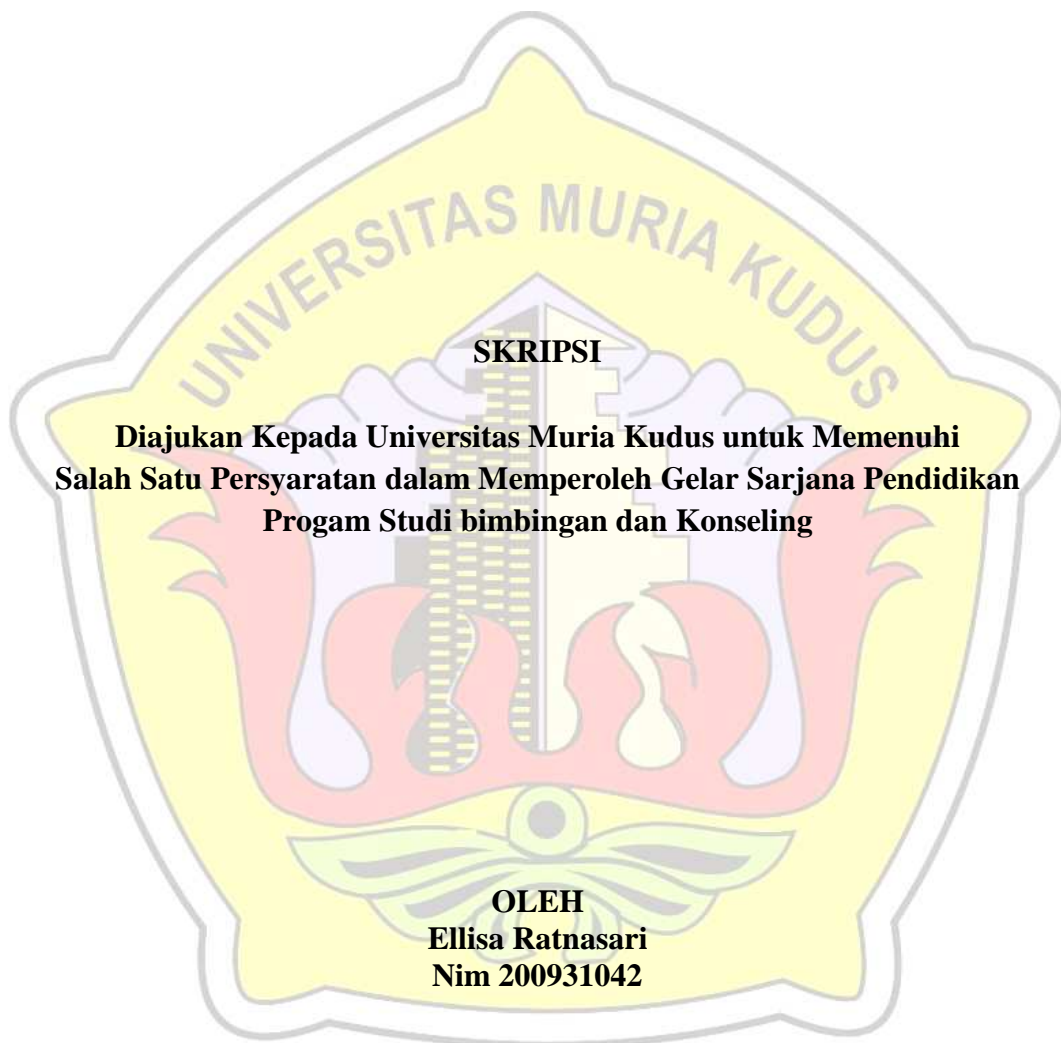 UNIVERSITAS MURIA KUDUS
SKRIPSI
Diajukan Kepada Universitas Muria Kudus untuk Memenuhi
Salah Satu Persyaratan dalam Memperoleh Gelar Sarjana Pendidikan
Progam Studi bimbingan dan Konseling
OLEH
Ellisa Ratnasari
Nim 200931042